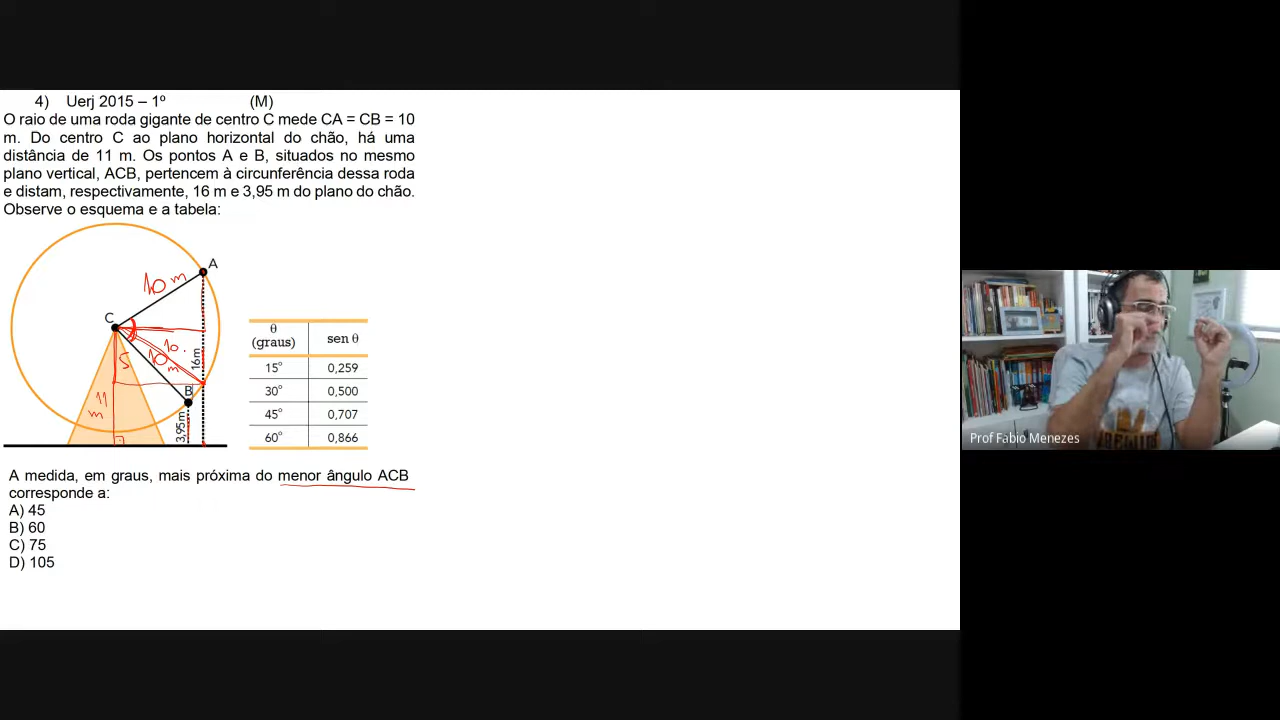 4) Uerj 2015 – 1º (M)
O raio de uma roda gigante de centro C mede CA = CB = 10
m. Do centro C ao plano horizontal do chão, há uma
distância de 11 m. Os pontos A e B, situados no mesmo
plano vertical, ACB, pertencem à circunferência dessa roda
e distam, respectivamente, 16 m e 3,95 m do plano do chão.
Observe o esquema e a tabela:
A
10 m
C
10
10 m
5
16m
11 m
B
3,95m
θ (graus) sen θ
15° 0,259
30° 0,500
45° 0,707
60° 0,866
A medida, em graus, mais próxima do menor ângulo ACB
corresponde a:
A) 45
B) 60
C) 75
D) 105
Prof Fabio Menezes